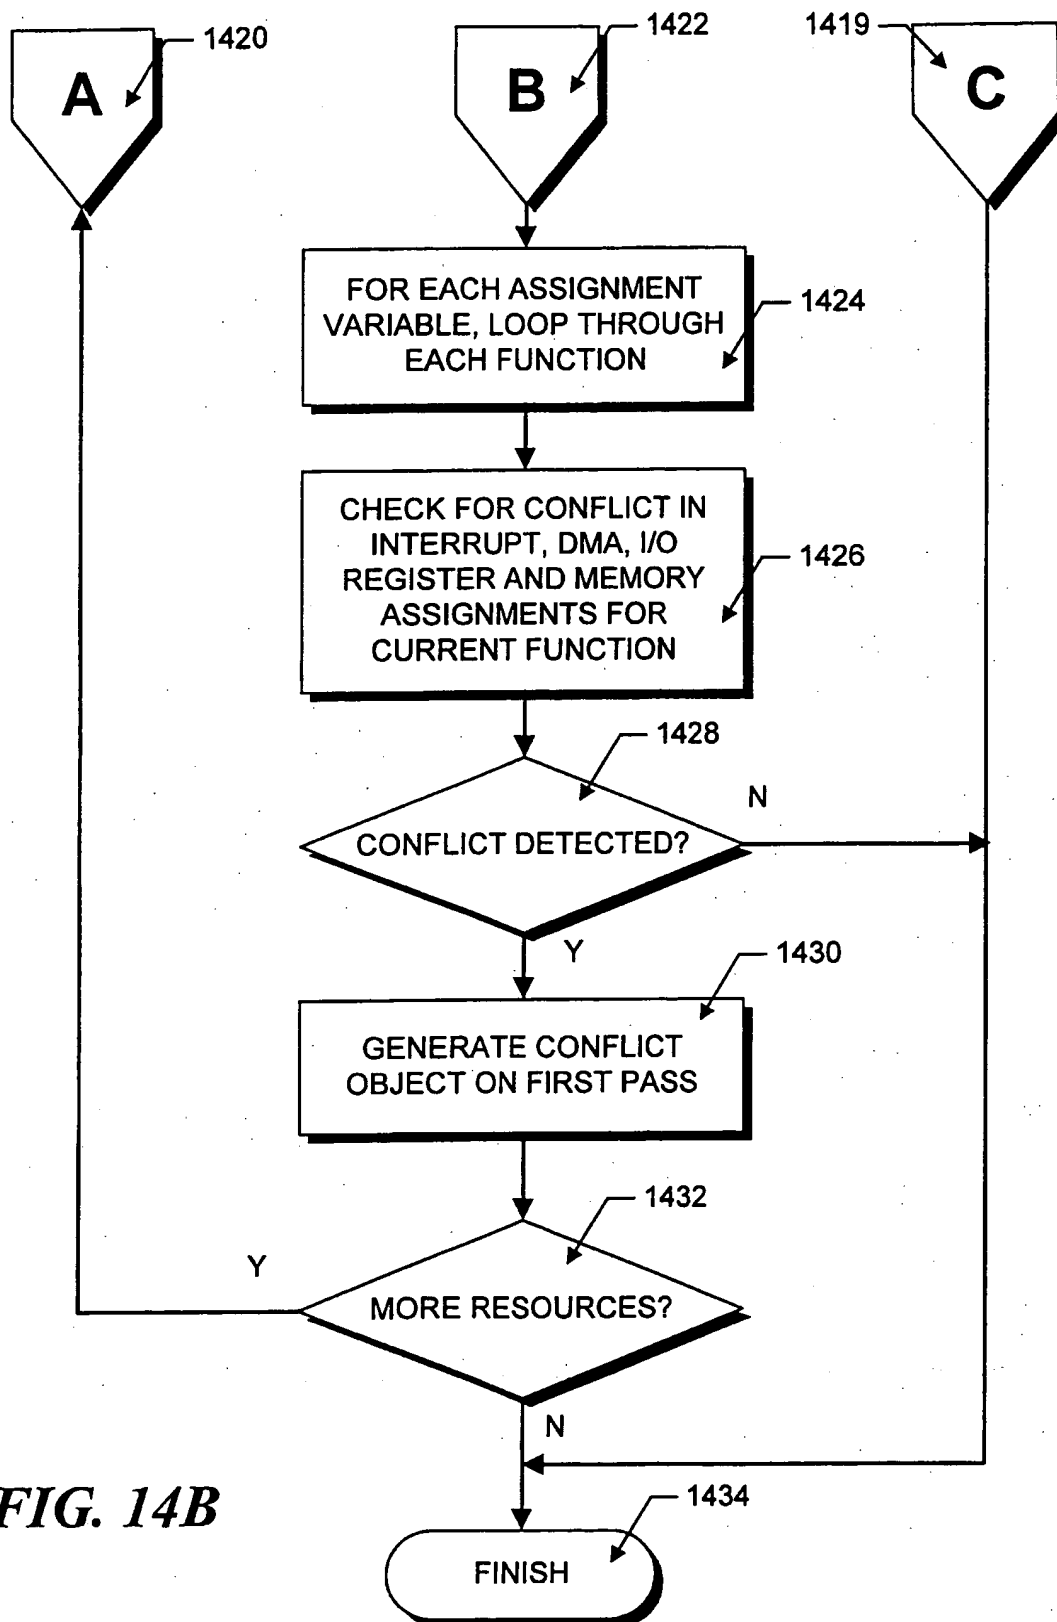 1420
A
1422
B
1419
C
FOR EACH ASSIGNMENT
VARIABLE, LOOP THROUGH
EACH FUNCTION
1424
CHECK FOR CONFLICT IN
INTERRUPT, DMA, I/O
REGISTER AND MEMORY
ASSIGNMENTS FOR
CURRENT FUNCTION
1426
1428
CONFLICT DETECTED?
N
Y
1430
GENERATE CONFLICT
OBJECT ON FIRST PASS
1432
MORE RESOURCES?
Y
N
FIG. 14B
1434
FINISH